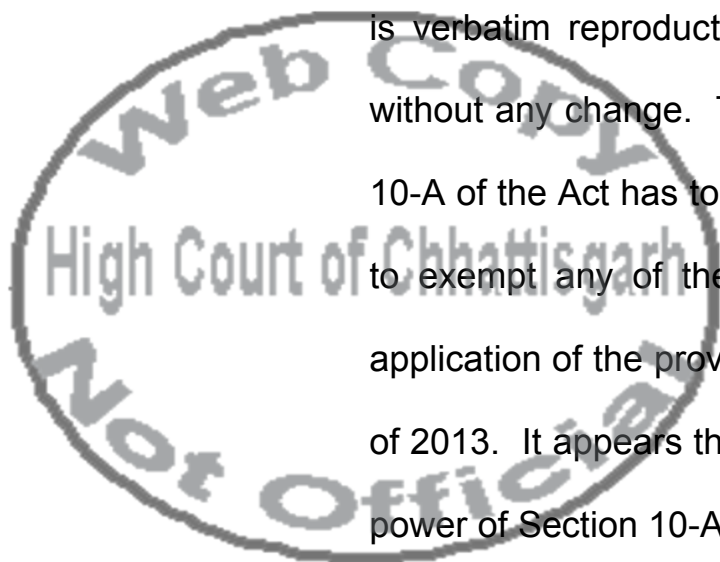 is verbatim reproduct
without any change. T
10-A of the Act has to
to exempt any of the
application of the prov
of 2013. It appears th
power of Section 10-A
Web Copy
High Court of Chhattisgarh
Not Official